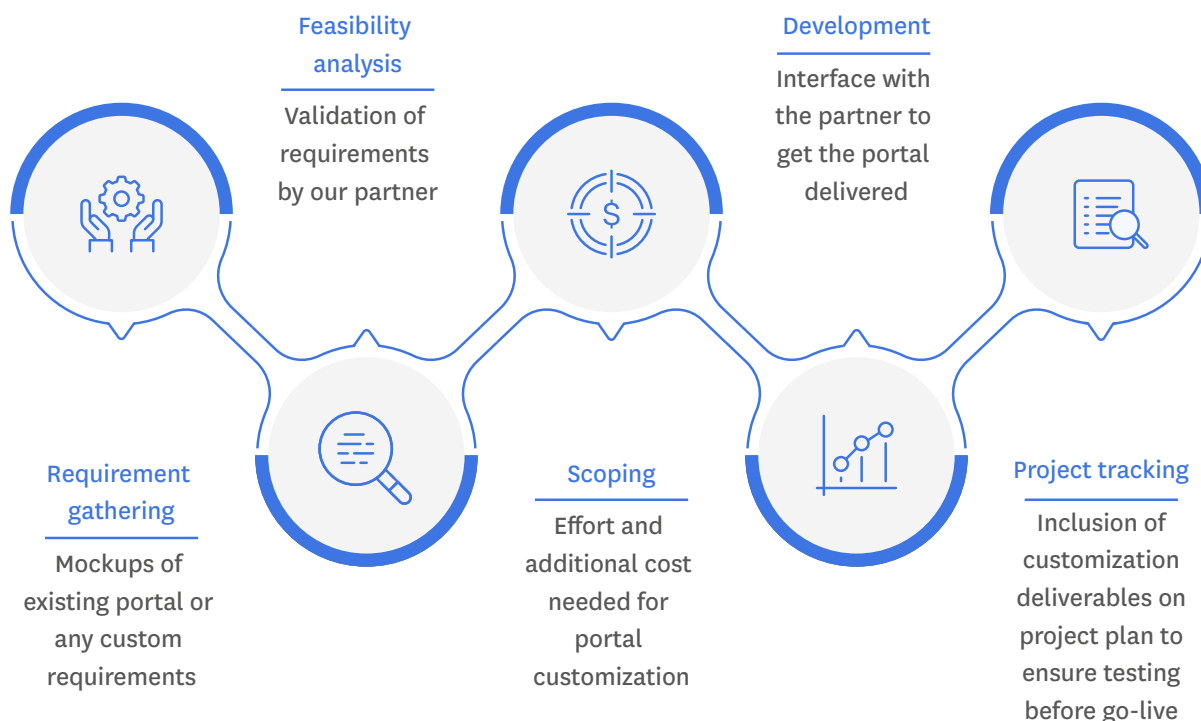 Requirement
gathering
Mockups of
existing portal or
any custom
requirements
Feasibility
analysis
Validation of
requirements
by our partner
$
Scoping
Effort and
additional cost
needed for
portal
customization
Development
Interface with
the partner to
get the portal
delivered
Project tracking
Inclusion of
customization
deliverables on
project plan to
ensure testing
before go-live